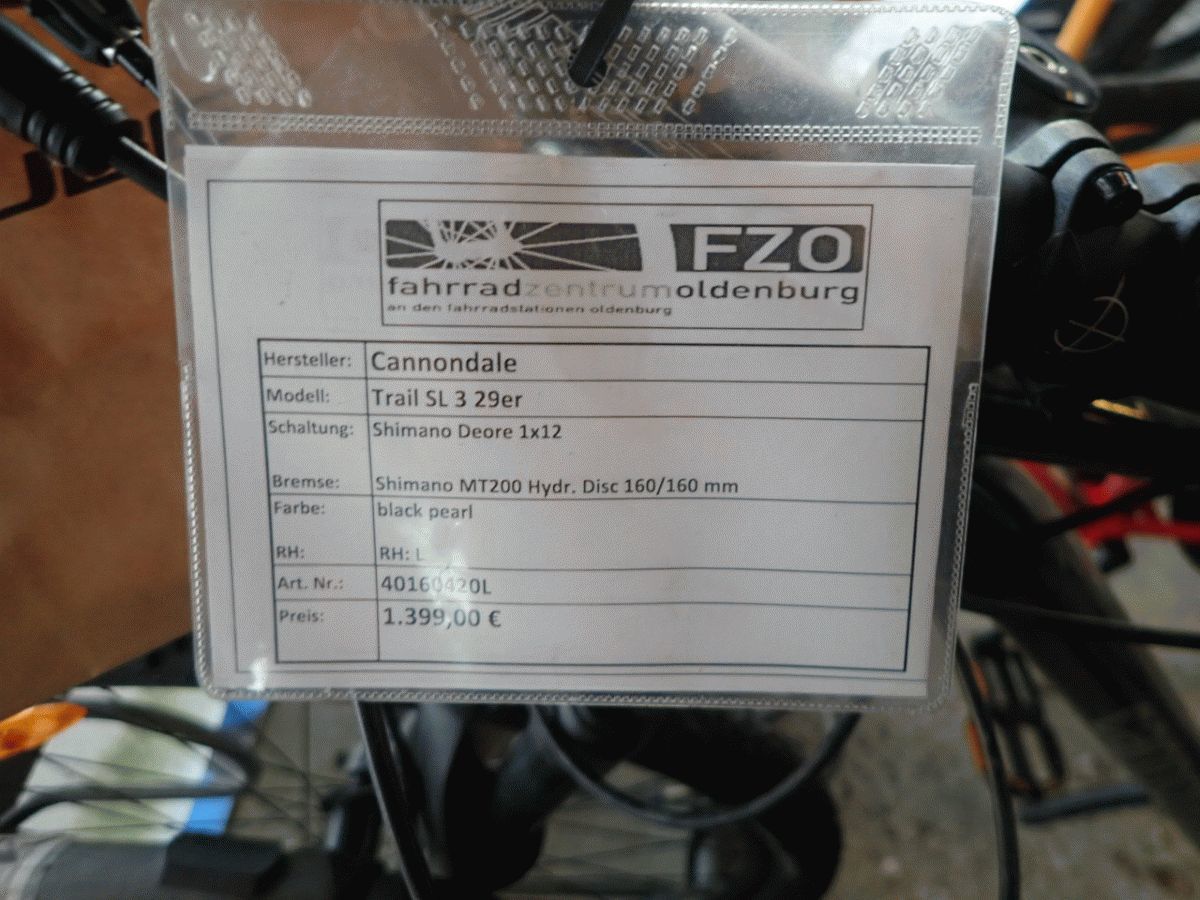 FZO
fahrradzentrumoldenburg
an den fahrradstationen oldenburg
Hersteller: Cannondale
Modell: Trail SL 3 29er
Schaltung: Shimano Deore 1x12
Bremse: Shimano MT200 Hydr. Disc 160/160 mm
Farbe: black pearl
RH: RH: L
Art. Nr.: 40160420L
Preis: 1.399,00 €